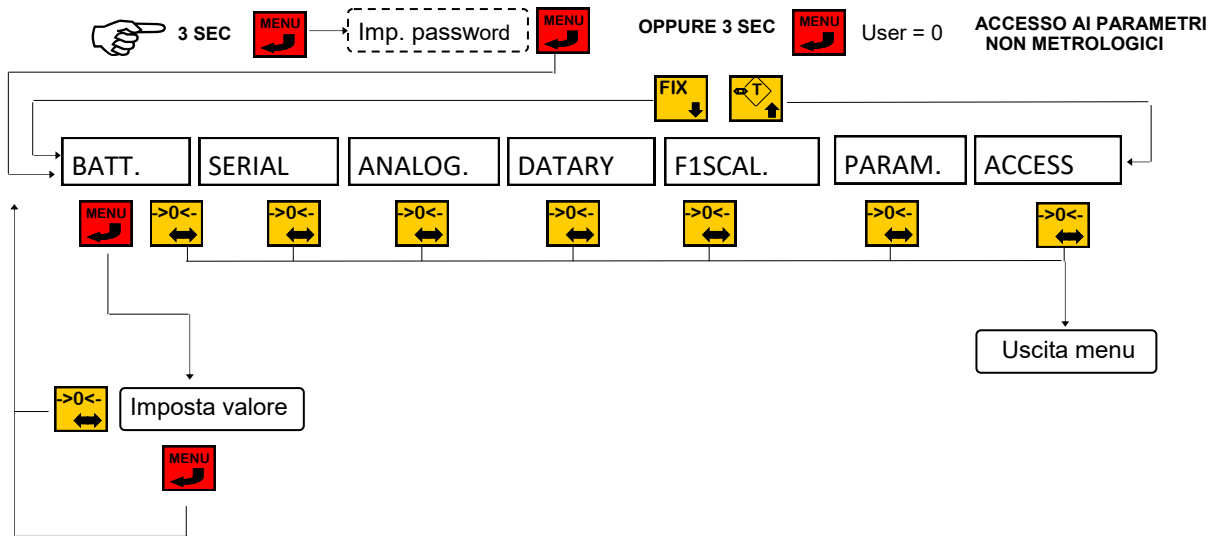 3 SEC MENU Imp. password MENU OPPURE 3 SEC MENU User = 0 ACCESSO AI PARAMETRI
NON METROLOGICI
FIX T
BATT. SERIAL ANALOG. DATARY F1SCAL. PARAM. ACCESS
MENU ->0<- ->0<- ->0<- ->0<- ->0<- ->0<- ->0<-
Uscita menu
->0<- Imposta valore
MENU